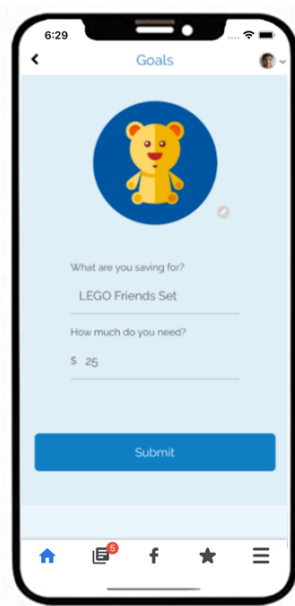 6:29
Goals
What are you saving for?
LEGO Friends Set
How much do you need?
$ 25
Submit
6
f